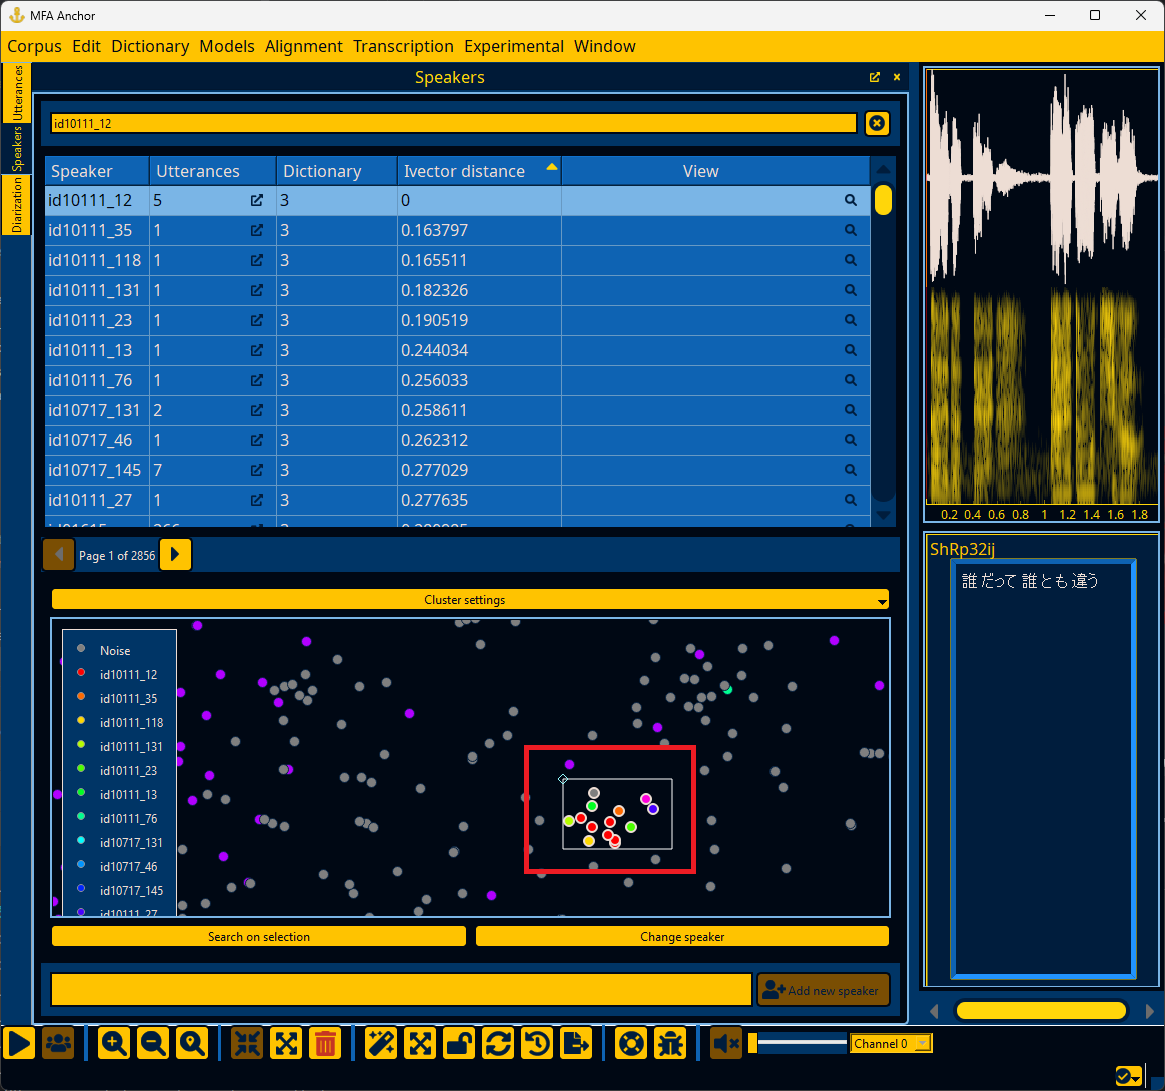 MFA Anchor
Corpus Edit Dictionary Models Alignment Transcription Experimental Window
Utterances
Speakers
Diarization
Speakers
id10111_12
Speaker Utterances Dictionary Ivector distance View
id10111_12 5 3 0
id10111_35 1 3 0.163797
id10111_118 1 3 0.165511
id10111_131 1 3 0.182326
id10111_23 1 3 0.190519
id10111_13 1 3 0.244034
id10111_76 1 3 0.256033
id10717_131 2 3 0.258611
id10717_46 1 3 0.262312
id10717_145 7 3 0.277029
id10111_27 1 3 0.277635
Page 1 of 2856
Cluster settings
Noise
id10111_12
id10111_35
id10111_118
id10111_131
id10111_23
id10111_13
id10111_76
id10717_131
id10717_46
id10717_145
id10111_27
Search on selection Change speaker
Add new speaker
0.2 0.4 0.6 0.8 1 1.2 1.4 1.6 1.8
ShRp32ij
誰 だって 誰 と も 違う
Channel 0